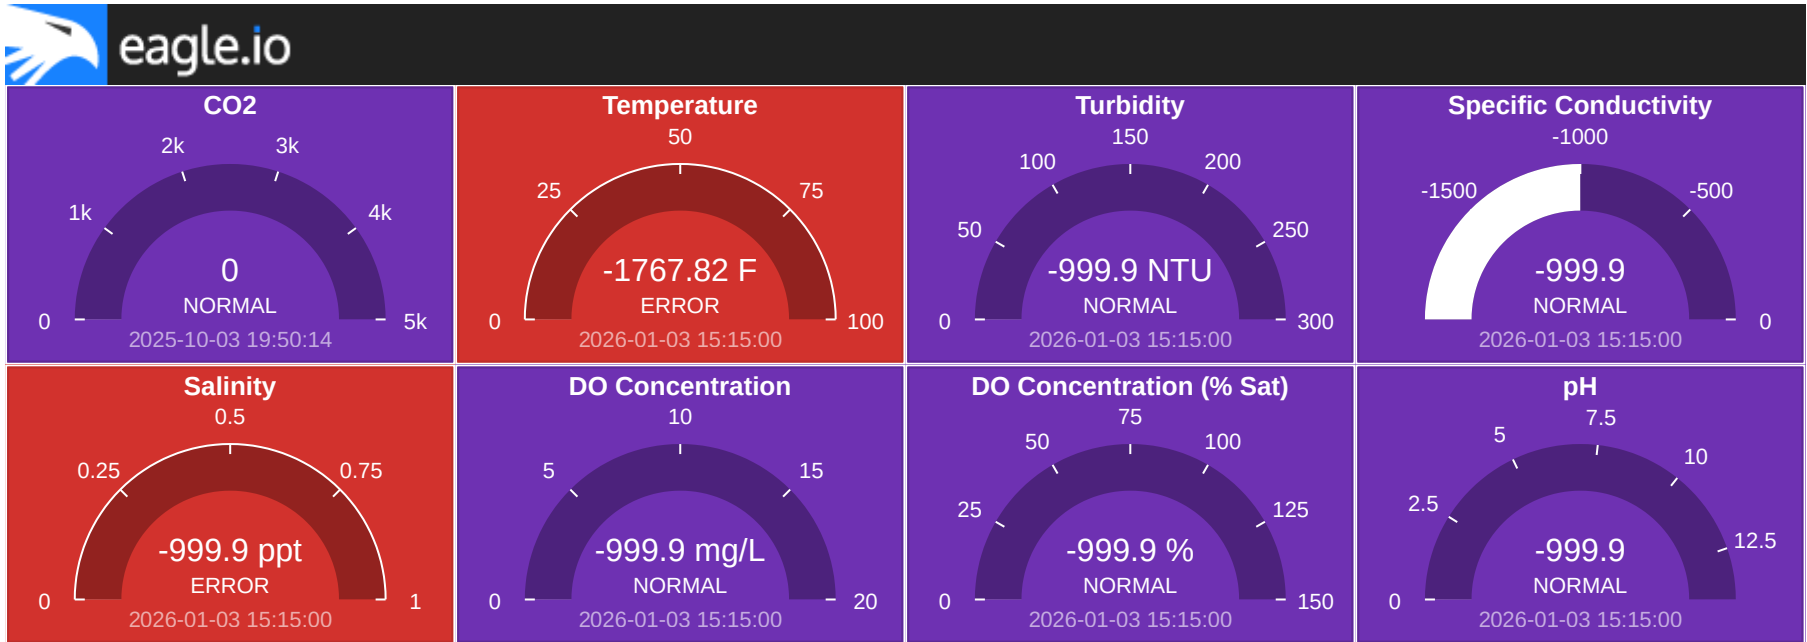 eagle.io
CO2
0
1k
2k
3k
4k
5k
0
NORMAL
2025-10-03 19:50:14
Temperature
0
25
50
75
100
-1767.82 F
ERROR
2026-01-03 15:15:00
Turbidity
0
50
100
150
200
250
300
-999.9 NTU
NORMAL
2026-01-03 15:15:00
Specific Conductivity
-1500
-1000
-500
0
-999.9
NORMAL
2026-01-03 15:15:00
Salinity
0
0.25
0.5
0.75
1
-999.9 ppt
ERROR
2026-01-03 15:15:00
DO Concentration
0
5
10
15
20
-999.9 mg/L
NORMAL
2026-01-03 15:15:00
DO Concentration (% Sat)
0
25
50
75
100
125
150
-999.9 %
NORMAL
2026-01-03 15:15:00
pH
0
2.5
5
7.5
10
12.5
-999.9
NORMAL
2026-01-03 15:15:00